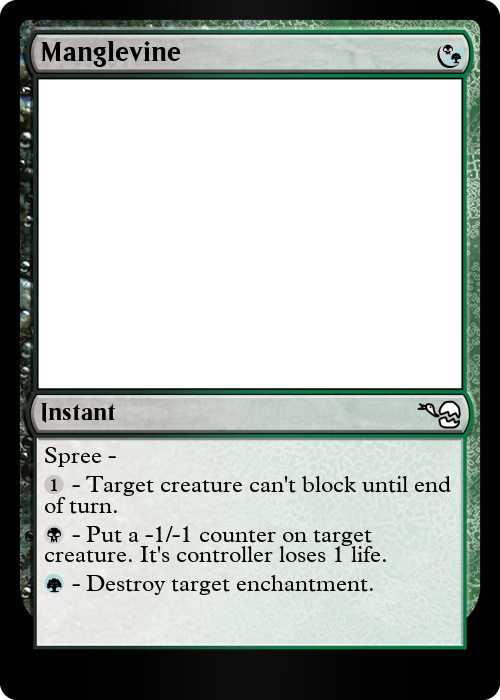 Manglevine
Instant
Spree -
1 - Target creature can't block until end
of turn.
- Put a -1/-1 counter on target
creature. It's controller loses 1 life.
- Destroy target enchantment.